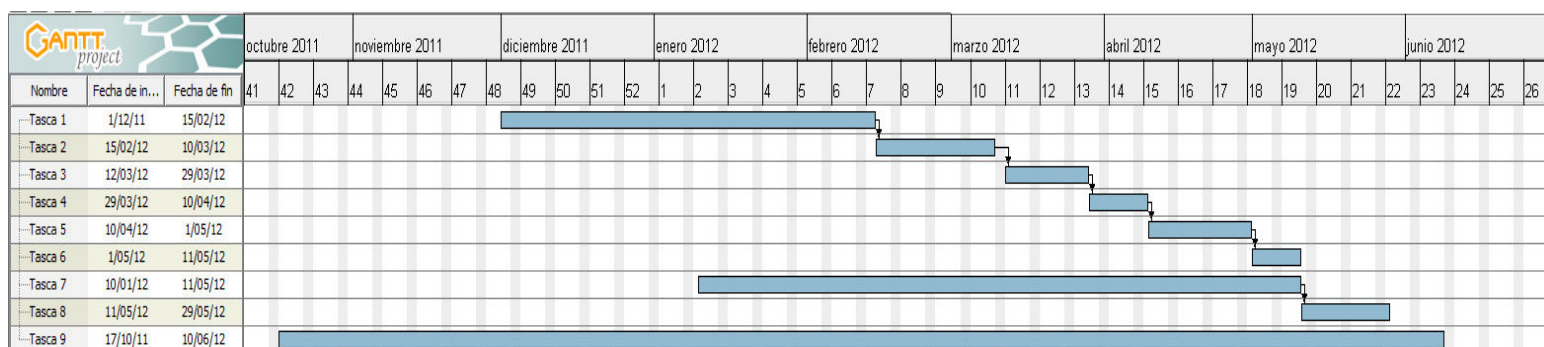 GANTT
project
octubre 2011 noviembre 2011 diciembre 2011 enero 2012 febrero 2012 marzo 2012 abril 2012 mayo 2012 junio 2012
Nombre Fecha de in... Fecha de fin 41 42 43 44 45 46 47 48 49 50 51 52 1 2 3 4 5 6 7 8 9 10 11 12 13 14 15 16 17 18 19 20 21 22 23 24 25 26
Tasca 1 1/12/11 15/02/12
Tasca 2 15/02/12 10/03/12
Tasca 3 12/03/12 29/03/12
Tasca 4 29/03/12 10/04/12
Tasca 5 10/04/12 1/05/12
Tasca 6 1/05/12 11/05/12
Tasca 7 10/01/12 11/05/12
Tasca 8 11/05/12 29/05/12
Tasca 9 17/10/11 10/06/12